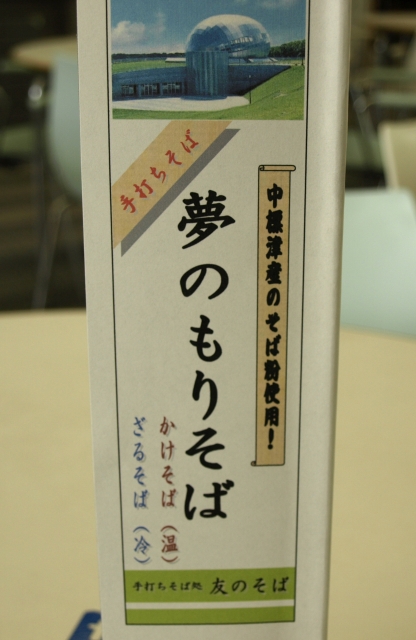 手打ちそば
中標津産のそば粉使用！
夢のもりそば
かけそば（温）
ざるそば（冷）
手打ちそば処 友のそば